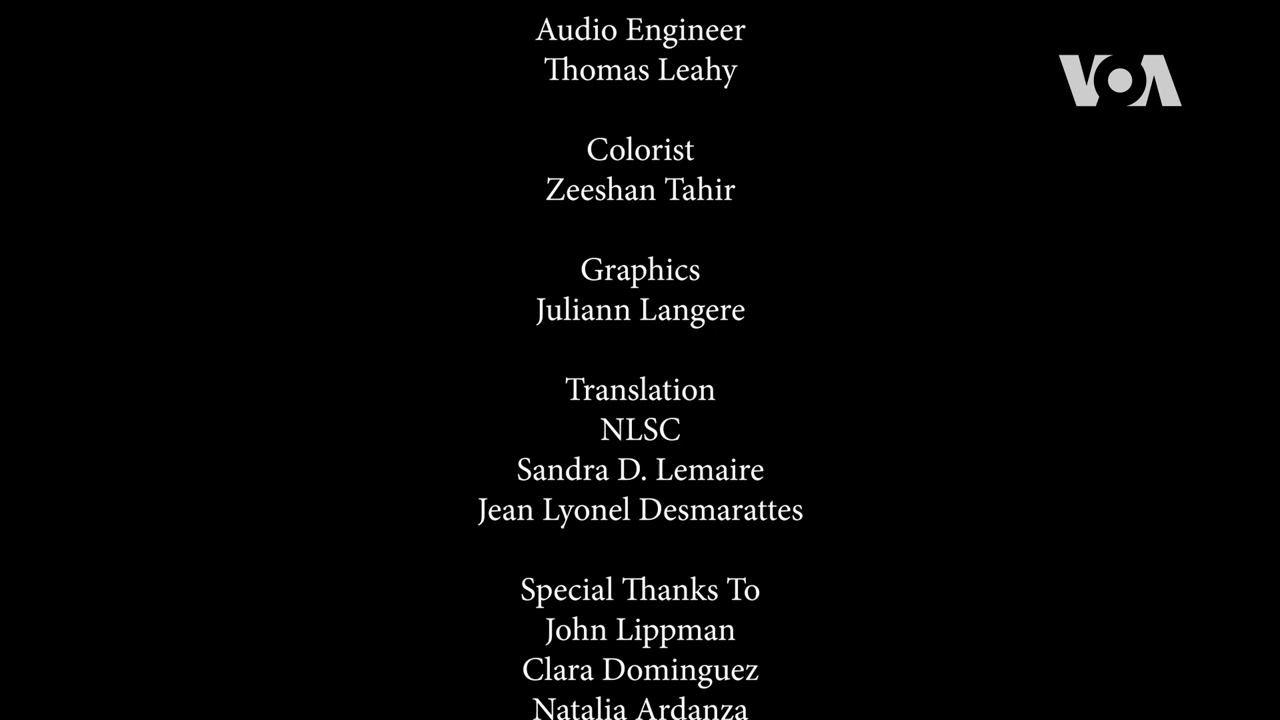 Audio Engineer
Thomas Leahy
VOA
Colorist
Zeeshan Tahir
Graphics
Juliann Langere
Translation
NLSC
Sandra D. Lemaire
Jean Lyonel Desmarattes
Special Thanks To
John Lippman
Clara Dominguez
Natalia Ardanza